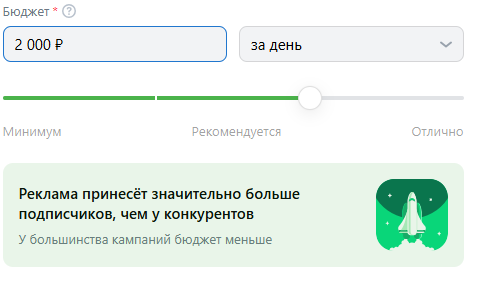 Бюджет * ?
2 000 ₽
за день
Минимум
Рекомендуется
Отлично
Реклама принесёт значительно больше
подписчиков, чем у конкурентов
У большинства кампаний бюджет меньше